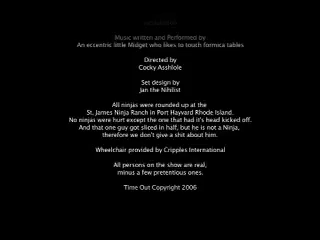 Music written and Performed by
An eccentric little Midget who likes to touch formica tables
Directed by
Cocky Asshlole
Set design by
Jan the Nihilist
All ninjas were rounded up at the
St. James Ninja Ranch in Port Hayvard Rhode Island.
No ninjas were hurt except the one that had it's head kicked off.
And that one guy got sliced in half, but he is not a Ninja,
therefore we don't give a shit about him.
Wheelchair provided by Cripples International
All persons on the show are real,
minus a few pretentious ones.
Time Out Copyright 2006